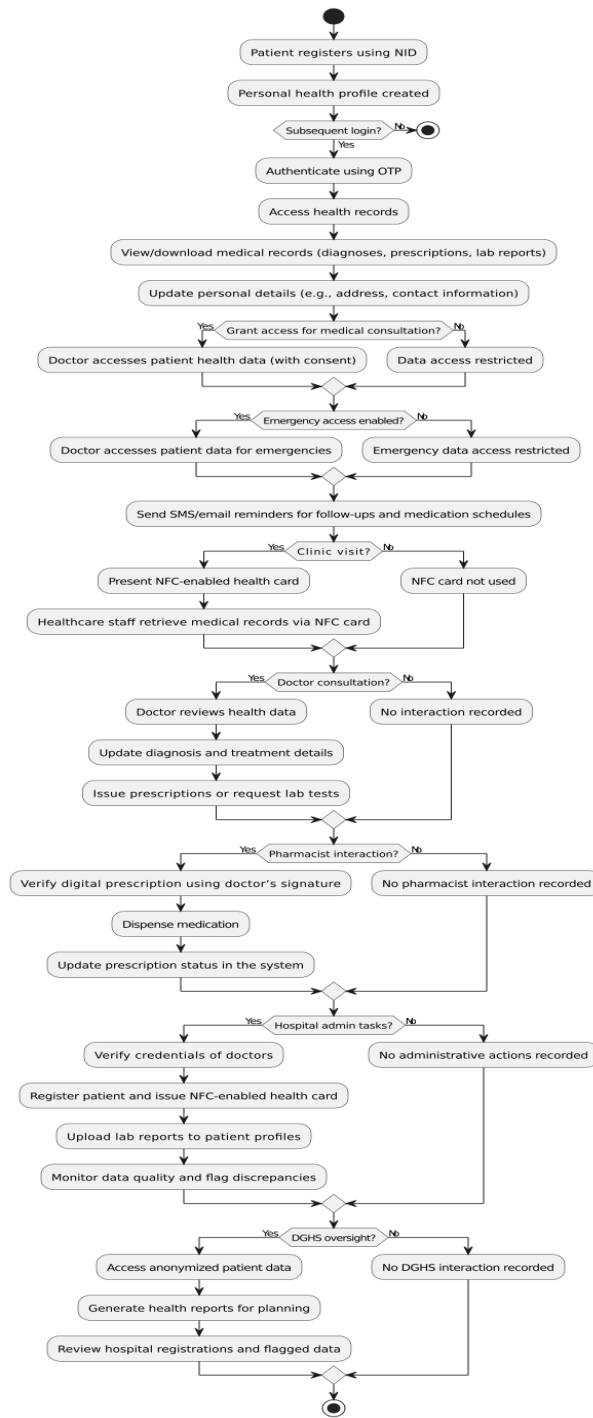 Patient registers using NID
Personal health profile created
Subsequent login?
No
Yes
Authenticate using OTP
Access health records
View/download medical records (diagnoses, prescriptions, lab reports)
Update personal details (e.g., address, contact information)
Yes
Grant access for medical consultation?
No
Doctor accesses patient health data (with consent)
Data access restricted
Yes
Emergency access enabled?
No
Doctor accesses patient data for emergencies
Emergency data access restricted
Send SMS/email reminders for follow-ups and medication schedules
Yes
Clinic visit?
No
Present NFC-enabled health card
NFC card not used
Healthcare staff retrieve medical records via NFC card
Yes
Doctor consultation?
No
Doctor reviews health data
No interaction recorded
Update diagnosis and treatment details
Issue prescriptions or request lab tests
Yes
Pharmacist interaction?
No
Verify digital prescription using doctor's signature
No pharmacist interaction recorded
Dispense medication
Update prescription status in the system
Yes
Hospital admin tasks?
No
Verify credentials of doctors
No administrative actions recorded
Register patient and issue NFC-enabled health card
Upload lab reports to patient profiles
Monitor data quality and flag discrepancies
Yes
DGHS oversight?
No
Access anonymized patient data
No DGHS interaction recorded
Generate health reports for planning
Review hospital registrations and flagged data